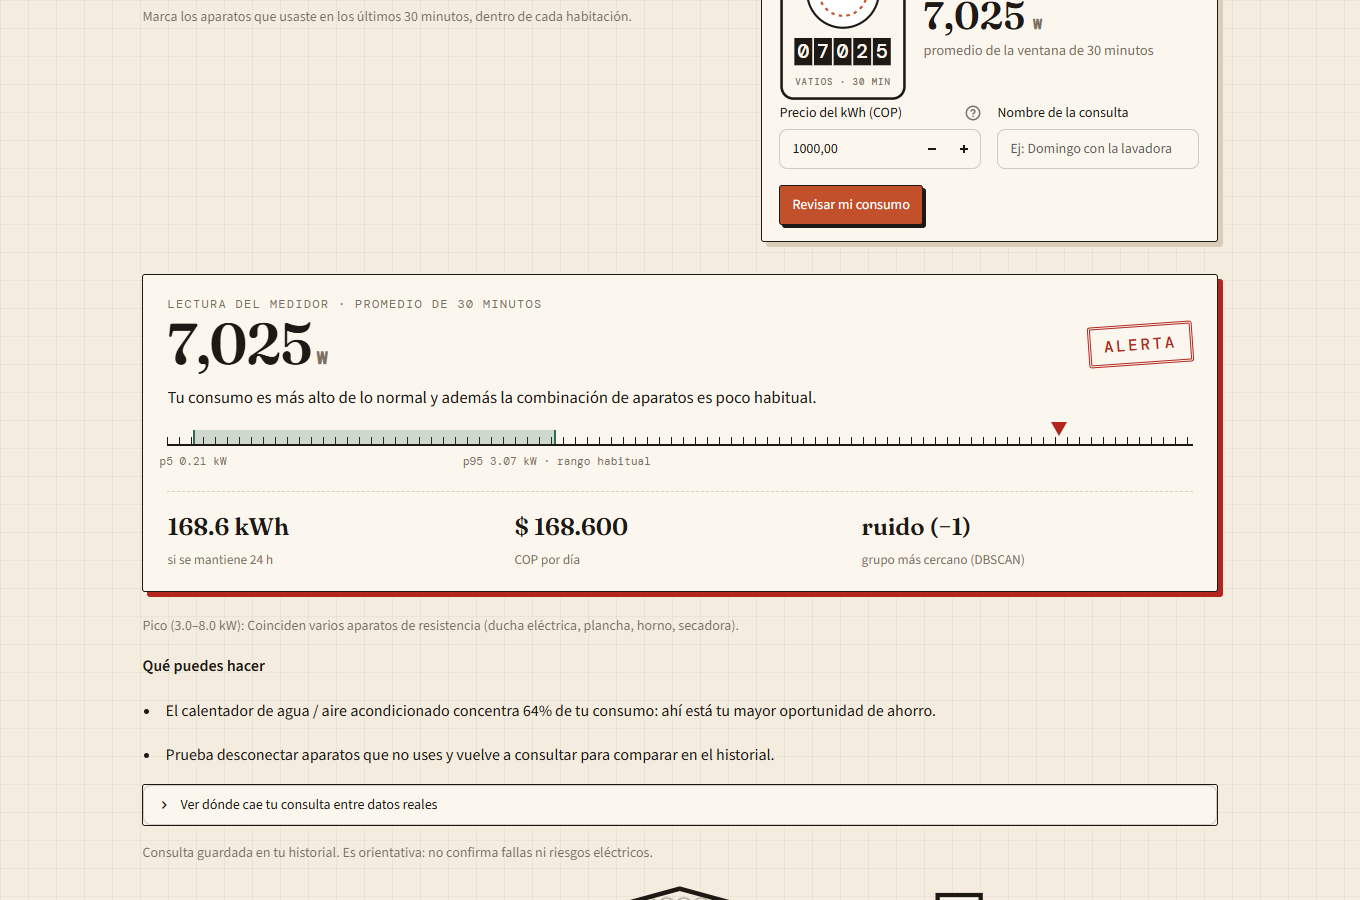 Marca los aparatos que usaste en los últimos 30 minutos, dentro de cada habitación.
7,025 W
promedio de la ventana de 30 minutos
07025
VATIOS · 30 MIN
Precio del kWh (COP)
Nombre de la consulta
1000,00
Ej: Domingo con la lavadora
Revisar mi consumo
LECTURA DEL MEDIDOR · PROMEDIO DE 30 MINUTOS
7,025 W
ALERTA
Tu consumo es más alto de lo normal y además la combinación de aparatos es poco habitual.
p5 0.21 kW
p95 3.07 kW · rango habitual
168.6 kWh
si se mantiene 24 h
$ 168.600
COP por día
ruido (−1)
grupo más cercano (DBSCAN)
Pico (3.0–8.0 kW): Coinciden varios aparatos de resistencia (ducha eléctrica, plancha, horno, secadora).
Qué puedes hacer
• El calentador de agua / aire acondicionado concentra 64% de tu consumo: ahí está tu mayor oportunidad de ahorro.
• Prueba desconectar aparatos que no uses y vuelve a consultar para comparar en el historial.
Ver dónde cae tu consulta entre datos reales
Consulta guardada en tu historial. Es orientativa: no confirma fallas ni riesgos eléctricos.